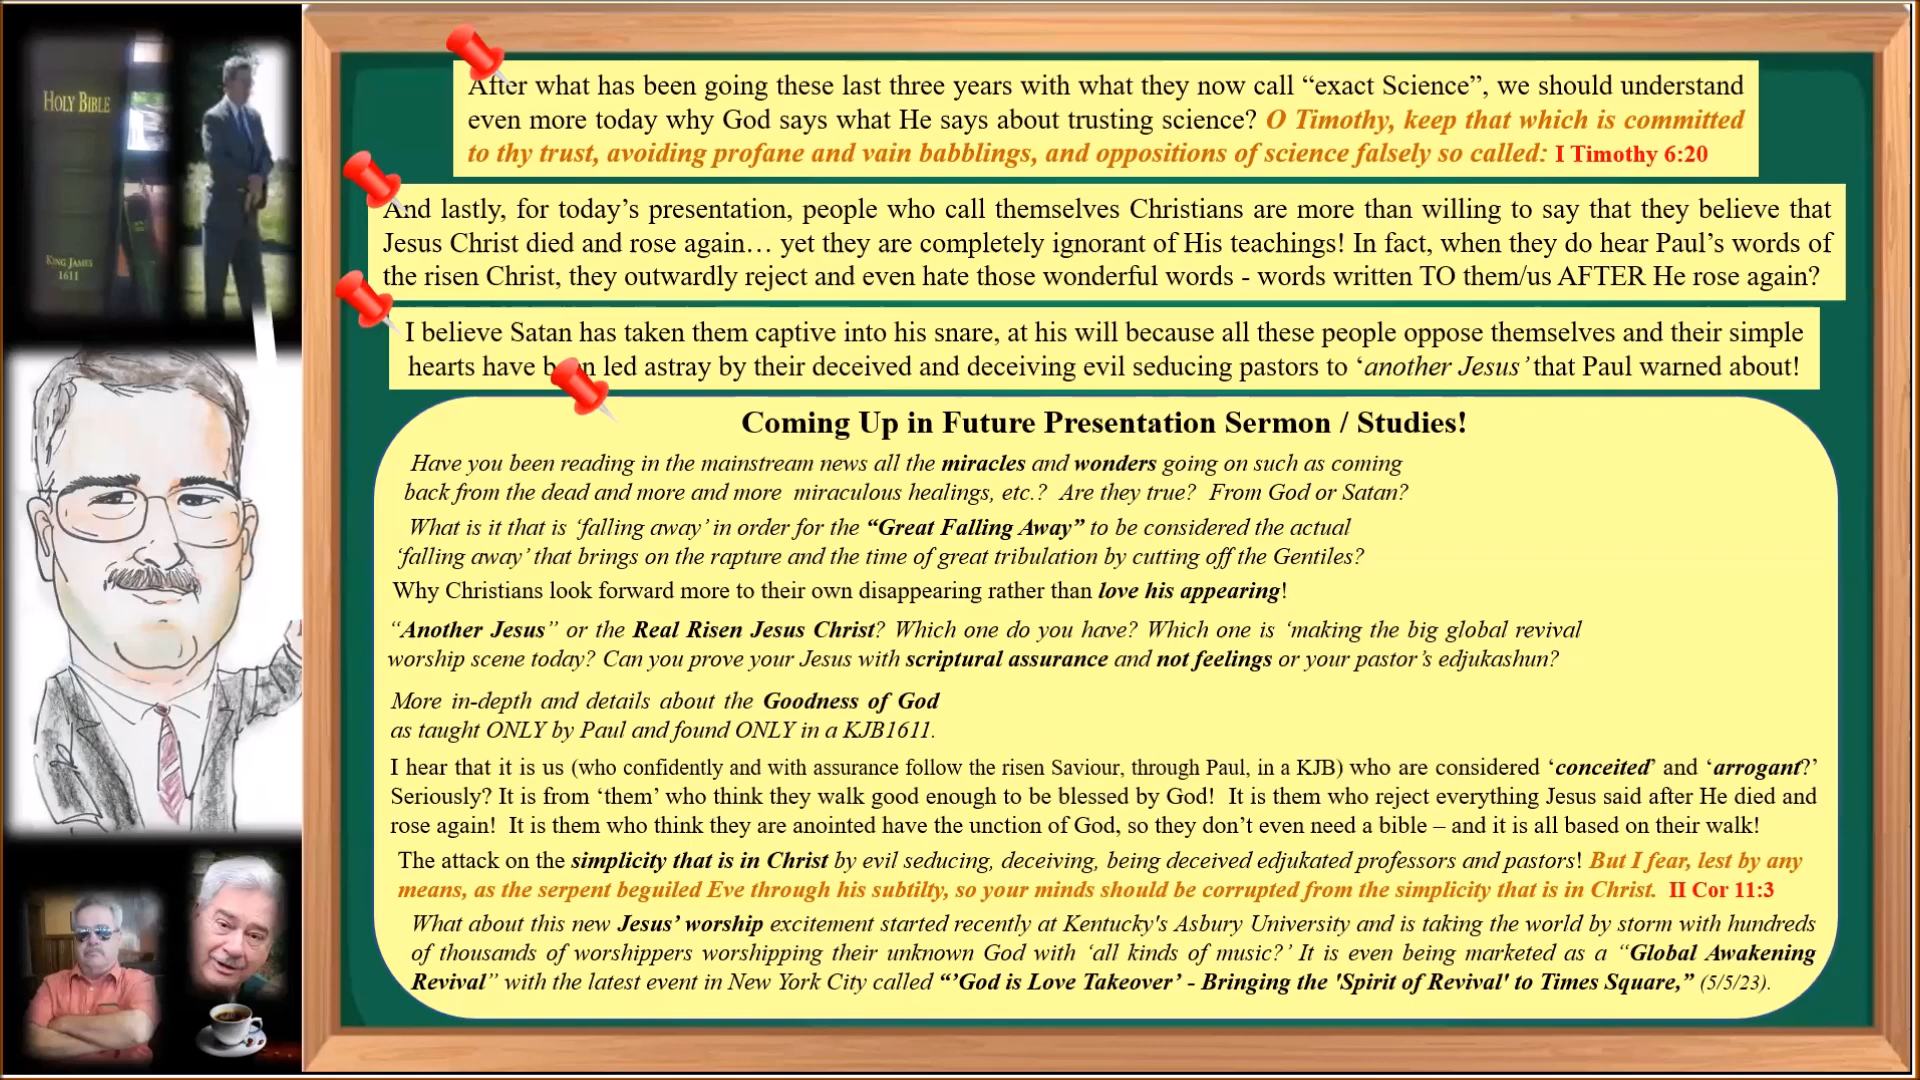 HOLY BIBLE
KING JAMES
1611
After what has been going these last three years with what they now call “exact Science”, we should understand
even more today why God says what He says about trusting science? O Timothy, keep that which is committed
to thy trust, avoiding profane and vain babblings, and oppositions of science falsely so called: I Timothy 6:20
And lastly, for today’s presentation, people who call themselves Christians are more than willing to say that they believe that
Jesus Christ died and rose again… yet they are completely ignorant of His teachings! In fact, when they do hear Paul’s words of
the risen Christ, they outwardly reject and even hate those wonderful words - words written TO them/us AFTER He rose again?
I believe Satan has taken them captive into his snare, at his will because all these people oppose themselves and their simple
hearts have been led astray by their deceived and deceiving evil seducing pastors to ‘another Jesus’ that Paul warned about!
Coming Up in Future Presentation Sermon / Studies!
Have you been reading in the mainstream news all the miracles and wonders going on such as coming
back from the dead and more and more miraculous healings, etc.? Are they true? From God or Satan?
What is it that is ‘falling away’ in order for the “Great Falling Away” to be considered the actual
‘falling away’ that brings on the rapture and the time of great tribulation by cutting off the Gentiles?
Why Christians look forward more to their own disappearing rather than love his appearing!
“Another Jesus” or the Real Risen Jesus Christ? Which one do you have? Which one is ‘making the big global revival
worship scene today? Can you prove your Jesus with scriptural assurance and not feelings or your pastor’s edjukashun?
More in-depth and details about the Goodness of God
as taught ONLY by Paul and found ONLY in a KJB1611.
I hear that it is us (who confidently and with assurance follow the risen Saviour, through Paul, in a KJB) who are considered ‘conceited’ and ‘arrogant?’
Seriously? It is from ‘them’ who think they walk good enough to be blessed by God! It is them who reject everything Jesus said after He died and
rose again! It is them who think they are anointed have the unction of God, so they don’t even need a bible – and it is all based on their walk!
The attack on the simplicity that is in Christ by evil seducing, deceiving, being deceived edjukated professors and pastors! But I fear, lest by any
means, as the serpent beguiled Eve through his subtilty, so your minds should be corrupted from the simplicity that is in Christ. II Cor 11:3
What about this new Jesus’ worship excitement started recently at Kentucky's Asbury University and is taking the world by storm with hundreds
of thousands of worshippers worshipping their unknown God with ‘all kinds of music?’ It is even being marketed as a “Global Awakening
Revival” with the latest event in New York City called “’God is Love Takeover’ - Bringing the 'Spirit of Revival' to Times Square,” (5/5/23).